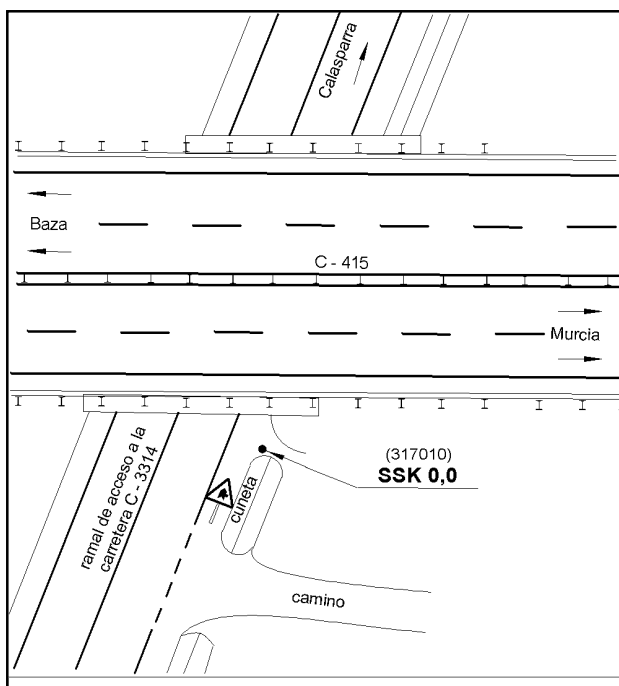 Calasparra
Baza
C - 415
Murcia
(317010)
SSK 0,0
ramal de acceso a la
carretera C - 3314
cuneta
camino